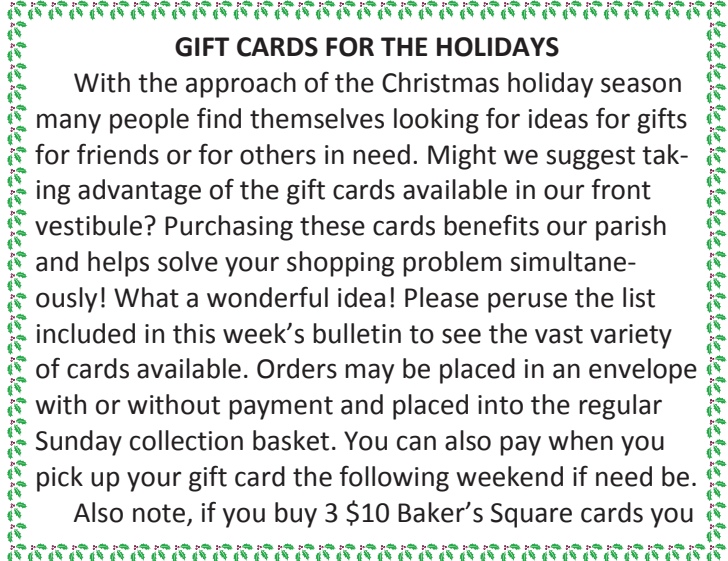 GIFT CARDS FOR THE HOLIDAYS
With the approach of the Christmas holiday season
many people find themselves looking for ideas for gifts
for friends or for others in need. Might we suggest tak-
ing advantage of the gift cards available in our front
vestibule? Purchasing these cards benefits our parish
and helps solve your shopping problem simultane-
ously! What a wonderful idea! Please peruse the list
included in this week’s bulletin to see the vast variety
of cards available. Orders may be placed in an envelope
with or without payment and placed into the regular
Sunday collection basket. You can also pay when you
pick up your gift card the following weekend if need be.
Also note, if you buy 3 $10 Baker’s Square cards you